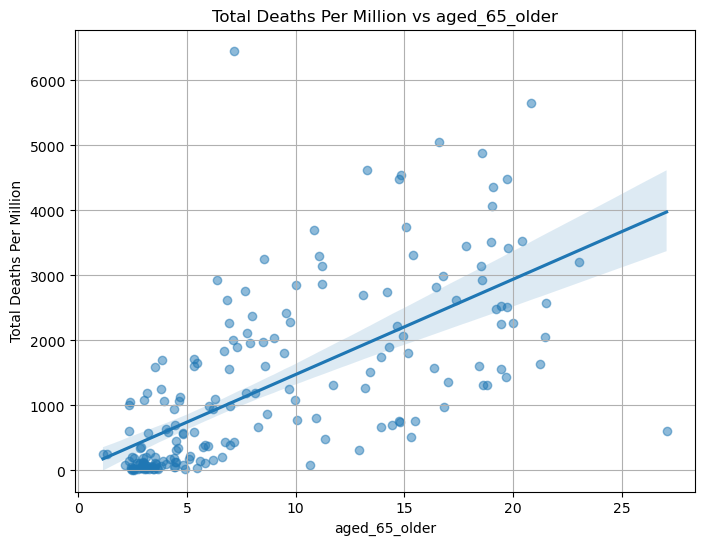 Total Deaths Per Million vs aged_65_older
6000
5000
4000
3000
2000
1000
0
Total Deaths Per Million
0 5 10 15 20 25
aged_65_older